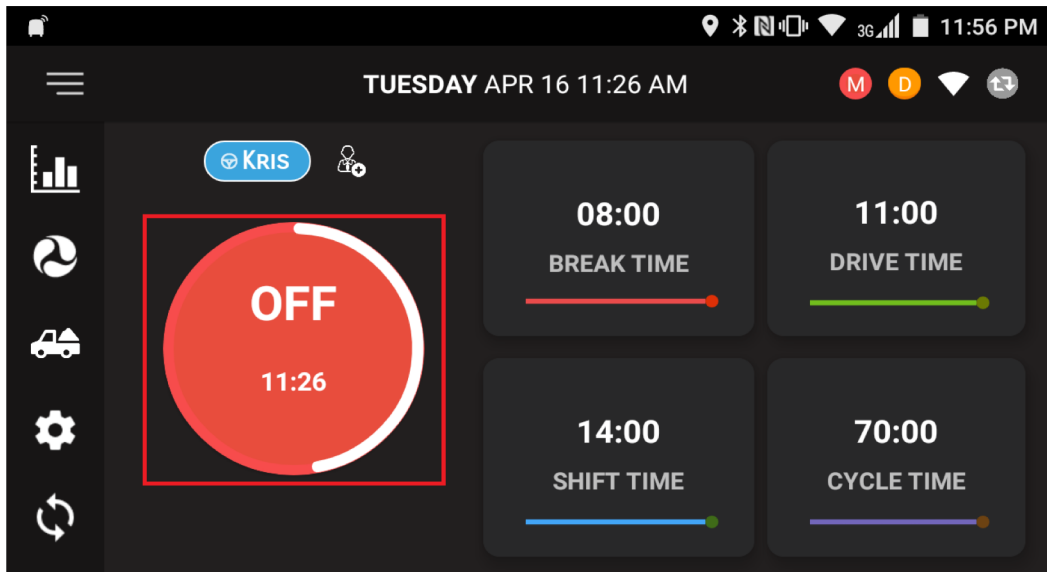 3G 11:56 PM
TUESDAY APR 16 11:26 AM
M D
KRIS
OFF
11:26
08:00
BREAK TIME
11:00
DRIVE TIME
14:00
SHIFT TIME
70:00
CYCLE TIME